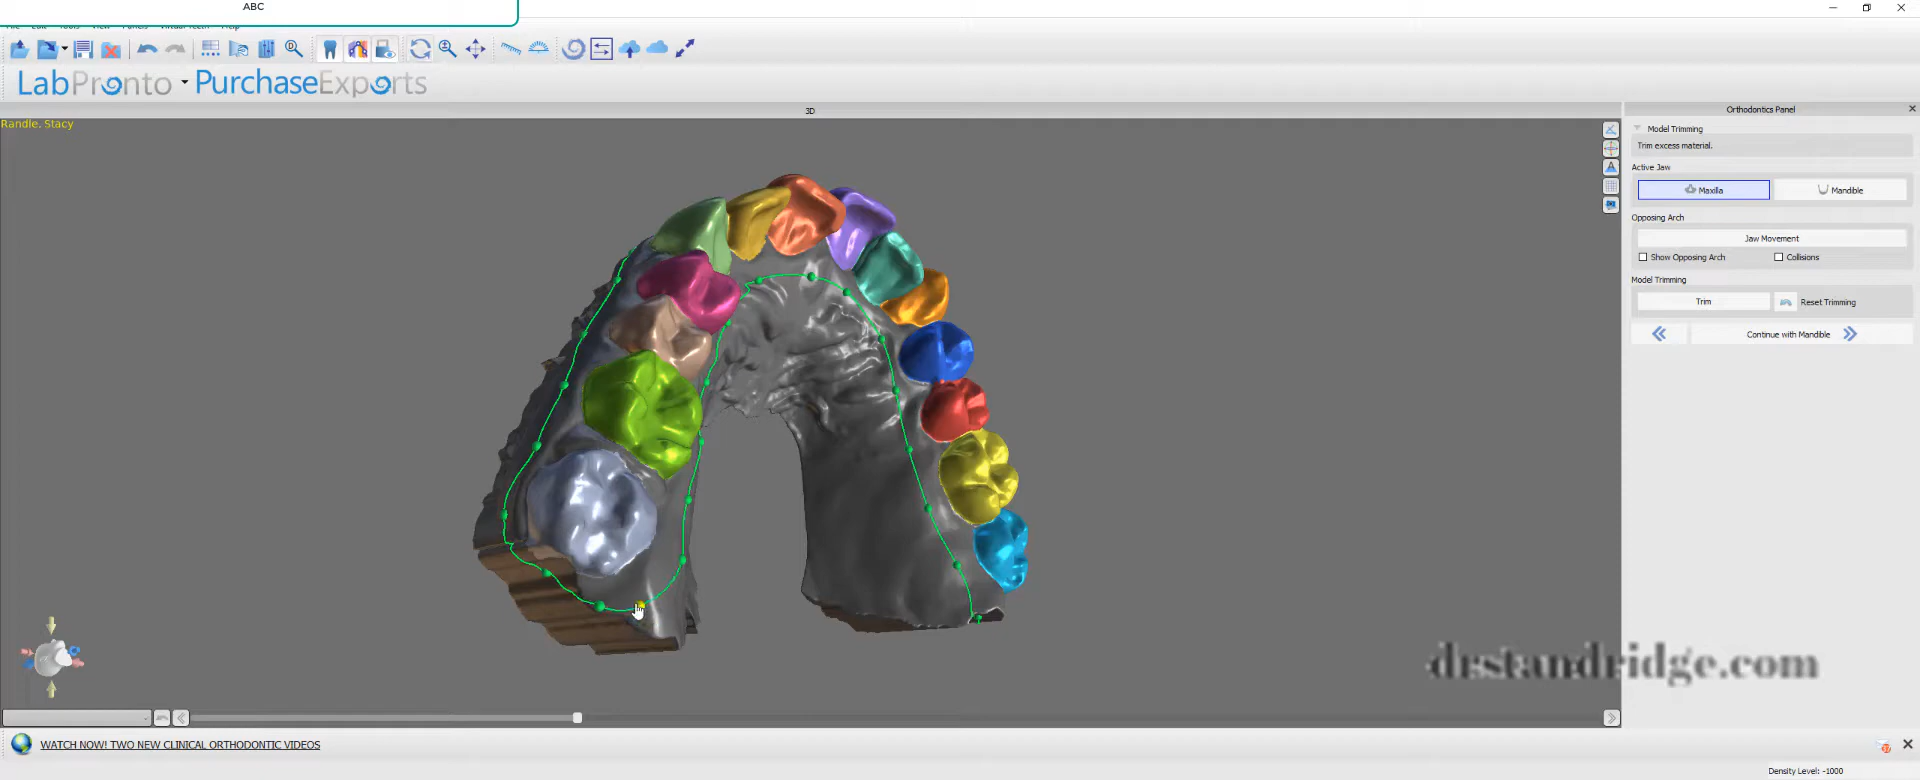 ABC
LabPronto PurchaseExports
3D
Randle, Stacy
Orthodontics Panel
Model Trimming
Trim excess material.
Active Jaw
Maxilla
Mandible
Opposing Arch
Jaw Movement
Show Opposing Arch
Collisions
Model Trimming
Trim
Reset Trimming
Continue with Mandible
drstandridge.com
WATCH NOW! TWO NEW CLINICAL ORTHODONTIC VIDEOS
Density Level: -1000